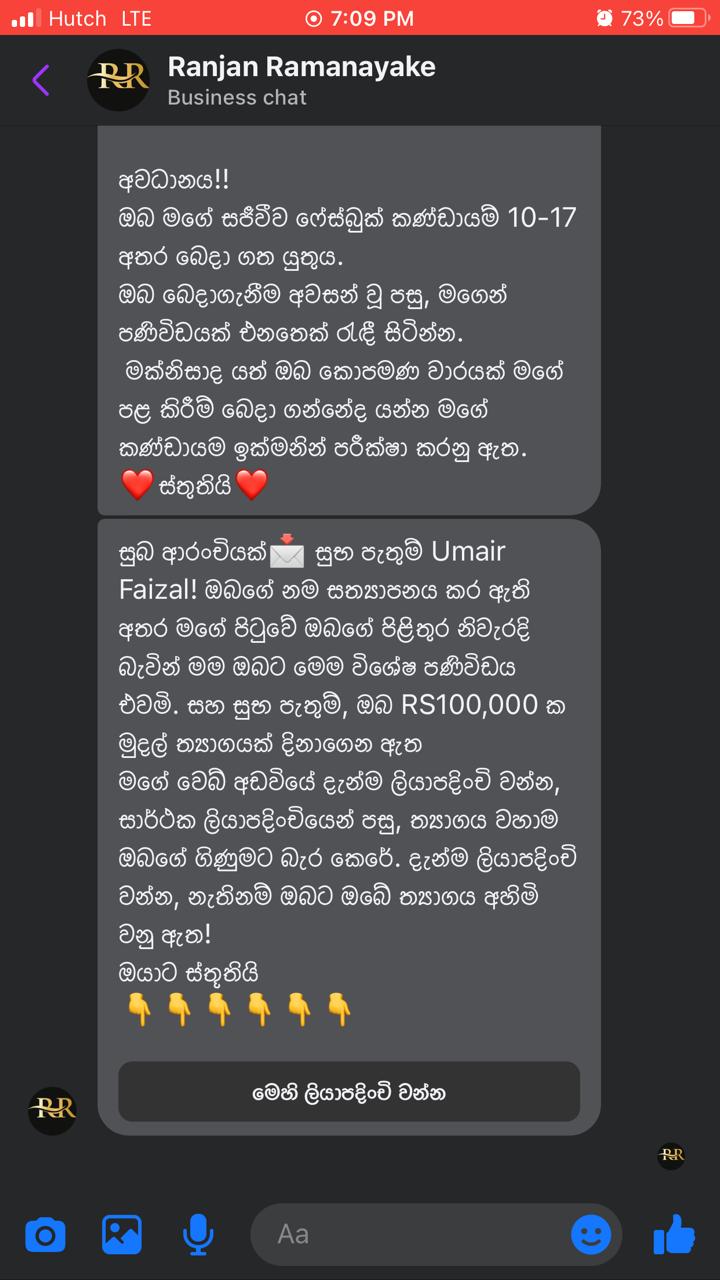 Hutch LTE 7:09 PM 73%
Ranjan Ramanayake
Business chat
අවධානය!!
ඔබ මගේ සජීවීව ෆේස්බුක් කණ්ඩායම් 10-17
අතර බෙදා ගත යුතුය.
ඔබ බෙදාගැනීම අවසන් වූ පසු, මගෙන්
පණිවිඩයක් එනතෙක් රැඳී සිටින්න.
මක්නිසාද යත් ඔබ කොපමණ වාරයක් මගේ
පළ කිරීම් බෙදා ගන්නේද යන්න මගේ
කණ්ඩායම ඉක්මනින් පරීක්ෂා කරනු ඇත.
❤️ස්තූතියි❤️
සුබ ආරංචියක්📩 සුභ පැතුම් Umair
Faizal! ඔබගේ නම සත්‍යාපනය කර ඇති
අතර මගේ පිටුවේ ඔබගේ පිළිතුර නිවැරදි
බැවින් මම ඔබට මෙම විශේෂ පණිවිඩය
එවමි. සහ සුභ පැතුම්, ඔබ RS100,000 ක
මුදල් ත්‍යාගයක් දිනාගෙන ඇත
මගේ වෙබ් අඩවියේ දැන්ම ලියාපදිංචි වන්න,
සාර්ථක ලියාපදිංචියෙන් පසු, ත්‍යාගය වහාම
ඔබගේ ගිණුමට බැර කෙරේ. දැන්ම ලියාපදිංචි
වන්න, නැතිනම් ඔබට ඔබේ ත්‍යාගය අහිමි
වනු ඇත!
ඔයාට ස්තූතියි
👇👇👇👇👇👇
මෙහි ලියාපදිංචි වන්න
RR
RR
Aa